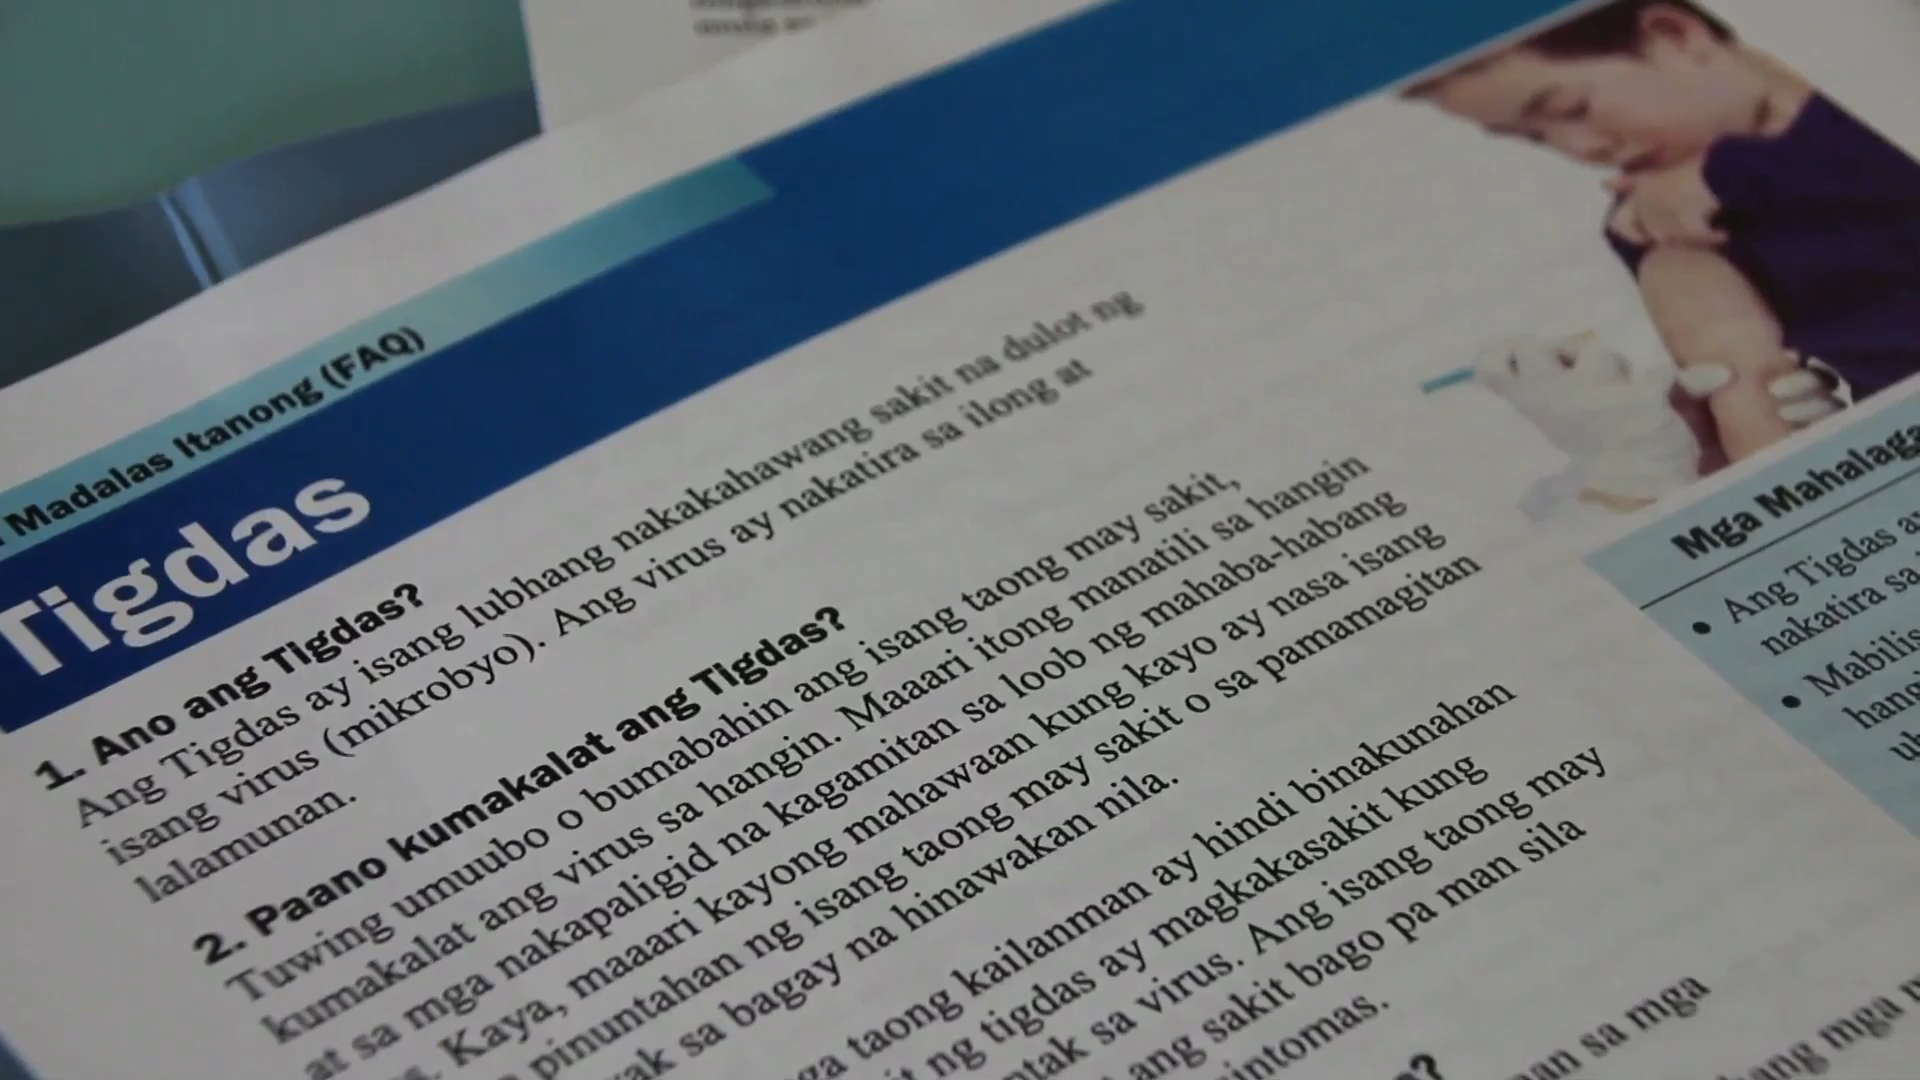 Madalas Itanong (FAQ)
Tigdas
1. Ano ang Tigdas?
Ang Tigdas ay isang lubhang nakakahawang sakit na dulot ng
isang virus (mikrobyo). Ang virus ay nakatira sa ilong at
lalamunan.
2. Paano kumakalat ang Tigdas?
Tuwing umuubo o bumabahin ang isang taong may sakit,
kumakalat ang virus sa hangin. Maaari itong manatili sa hangin
at sa mga nakapaligid na kagamitan sa loob ng mahaba-habang
Kaya, maaari kayong mahawaan kung kayo ay nasa isang
pinuntahan ng isang taong may sakit o sa pamamagitan
sa bagay na hinawakan nila.
taong kailanman ay hindi binakunahan
ng tigdas ay magkakasakit kung
sa virus. Ang isang taong may
ang sakit bago pa man sila
sa mga
mga
Mga
Ang Tigdas
nakatira sa
Mabilis